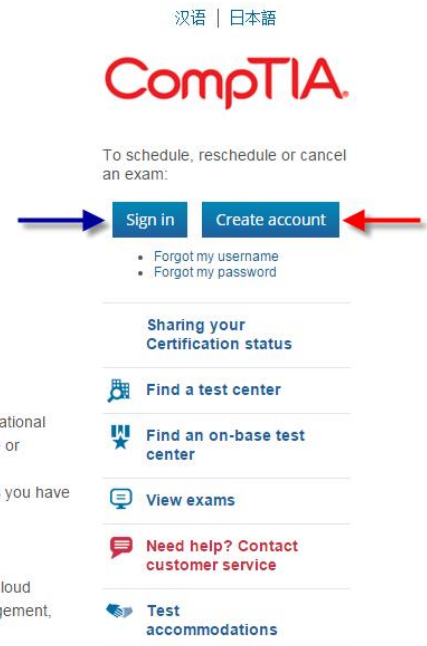 汉语 | 日本語
CompTIA.
To schedule, reschedule or cancel
an exam:
Sign in
Create account
Forgot my username
Forgot my password
Sharing your
Certification status
Find a test center
ational
or
Find an on-base test
center
you have
View exams
Need help? Contact
customer service
loud
gement,
Test
accommodations